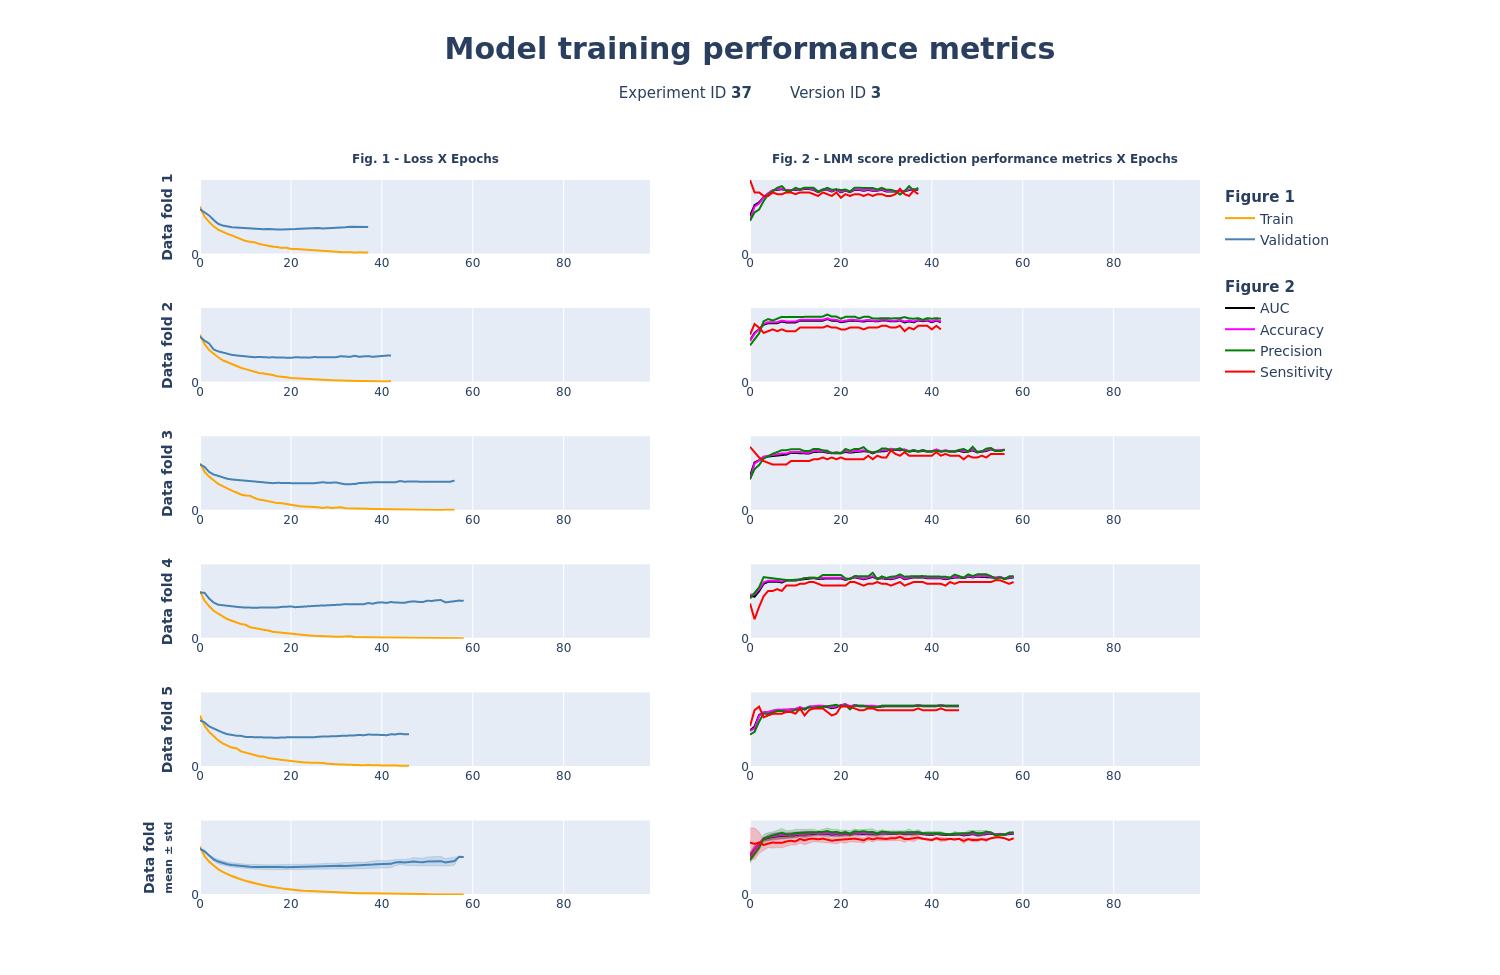 Model training performance metrics
Experiment ID 37 Version ID 3
Fig. 1 - Loss X Epochs
Fig. 2 - LNM score prediction performance metrics X Epochs
Data fold 1
0
0 20 40 60 80
0
0 20 40 60 80
Figure 1
Train
Validation
Figure 2
AUC
Accuracy
Precision
Sensitivity
Data fold 2
0
0 20 40 60 80
0
0 20 40 60 80
Data fold 3
0
0 20 40 60 80
0
0 20 40 60 80
Data fold 4
0
0 20 40 60 80
0
0 20 40 60 80
Data fold 5
0
0 20 40 60 80
0
0 20 40 60 80
Data fold
mean ± std
0
0 20 40 60 80
0
0 20 40 60 80